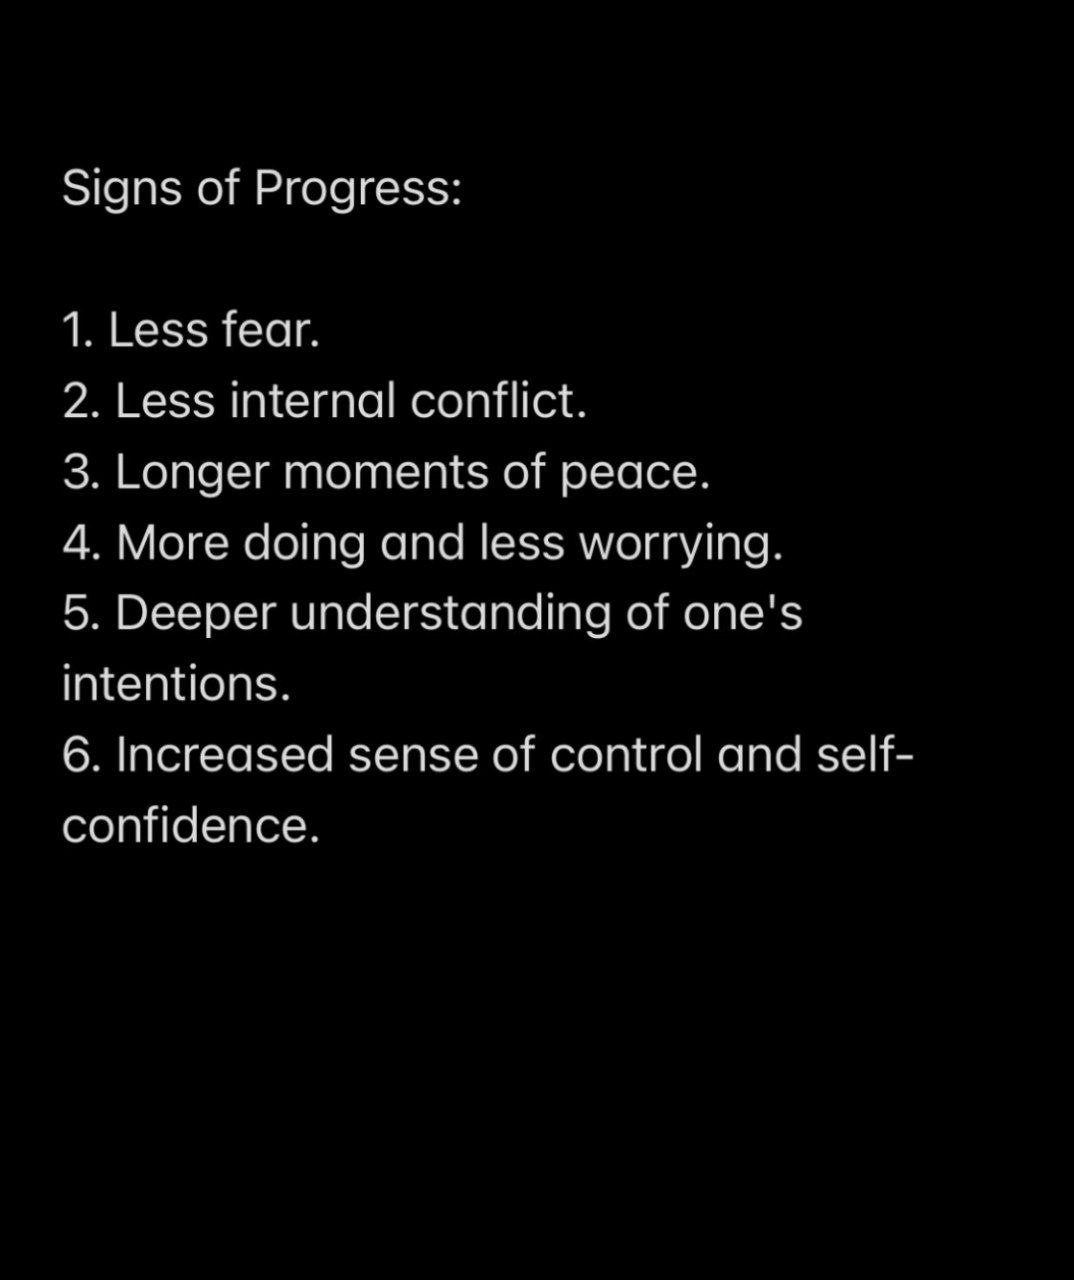 Signs of Progress:
1. Less fear.
2. Less internal conflict.
3. Longer moments of peace.
4. More doing and less worrying.
5. Deeper understanding of one's
intentions.
6. Increased sense of control and self-
confidence.